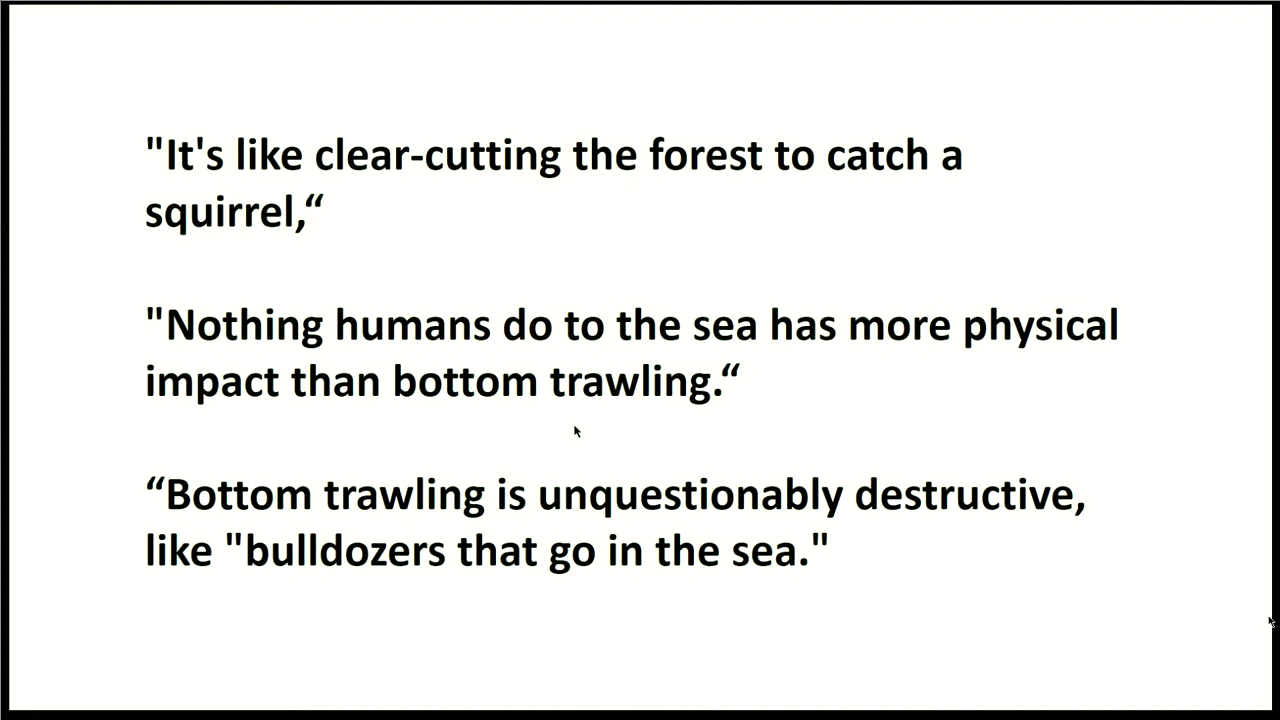 "It's like clear-cutting the forest to catch a
squirrel,“
"Nothing humans do to the sea has more physical
impact than bottom trawling.“
“Bottom trawling is unquestionably destructive,
like "bulldozers that go in the sea."